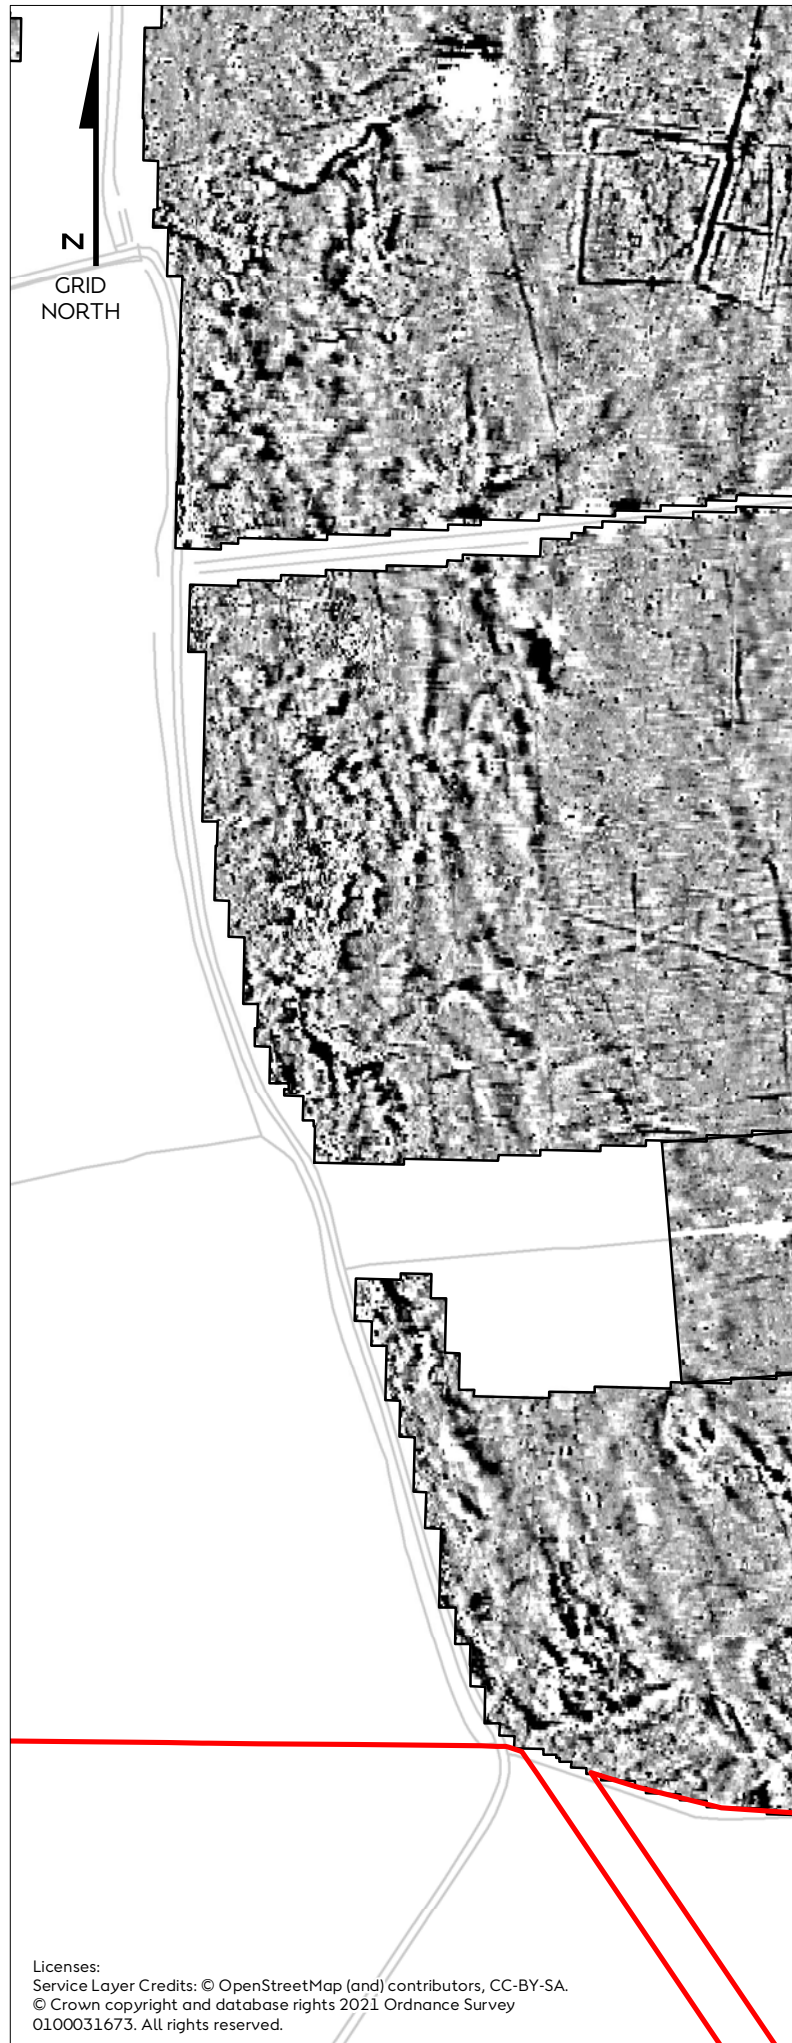 N
GRID
NORTH
Licenses:
Service Layer Credits: © OpenStreetMap (and) contributors, CC-BY-SA.
© Crown copyright and database rights 2021 Ordnance Survey
0100031673. All rights reserved.